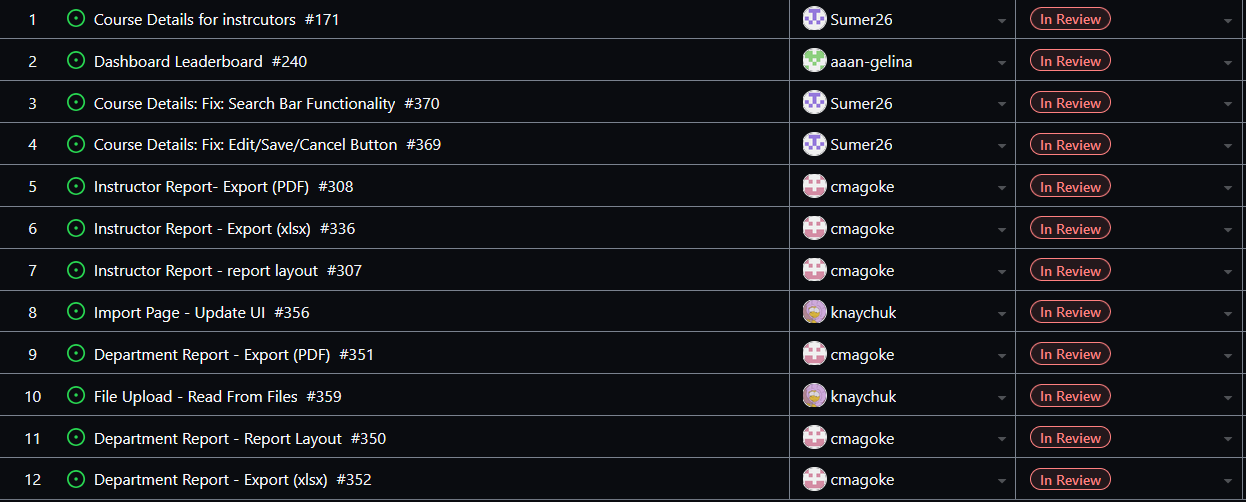 1 Course Details for instrcutors #171 Sumer26 In Review
2 Dashboard Leaderboard #240 aaan-gelina In Review
3 Course Details: Fix: Search Bar Functionality #370 Sumer26 In Review
4 Course Details: Fix: Edit/Save/Cancel Button #369 Sumer26 In Review
5 Instructor Report- Export (PDF) #308 cmagoke In Review
6 Instructor Report - Export (xlsx) #336 cmagoke In Review
7 Instructor Report - report layout #307 cmagoke In Review
8 Import Page - Update UI #356 knaychuk In Review
9 Department Report - Export (PDF) #351 cmagoke In Review
10 File Upload - Read From Files #359 knaychuk In Review
11 Department Report - Report Layout #350 cmagoke In Review
12 Department Report - Export (xlsx) #352 cmagoke In Review